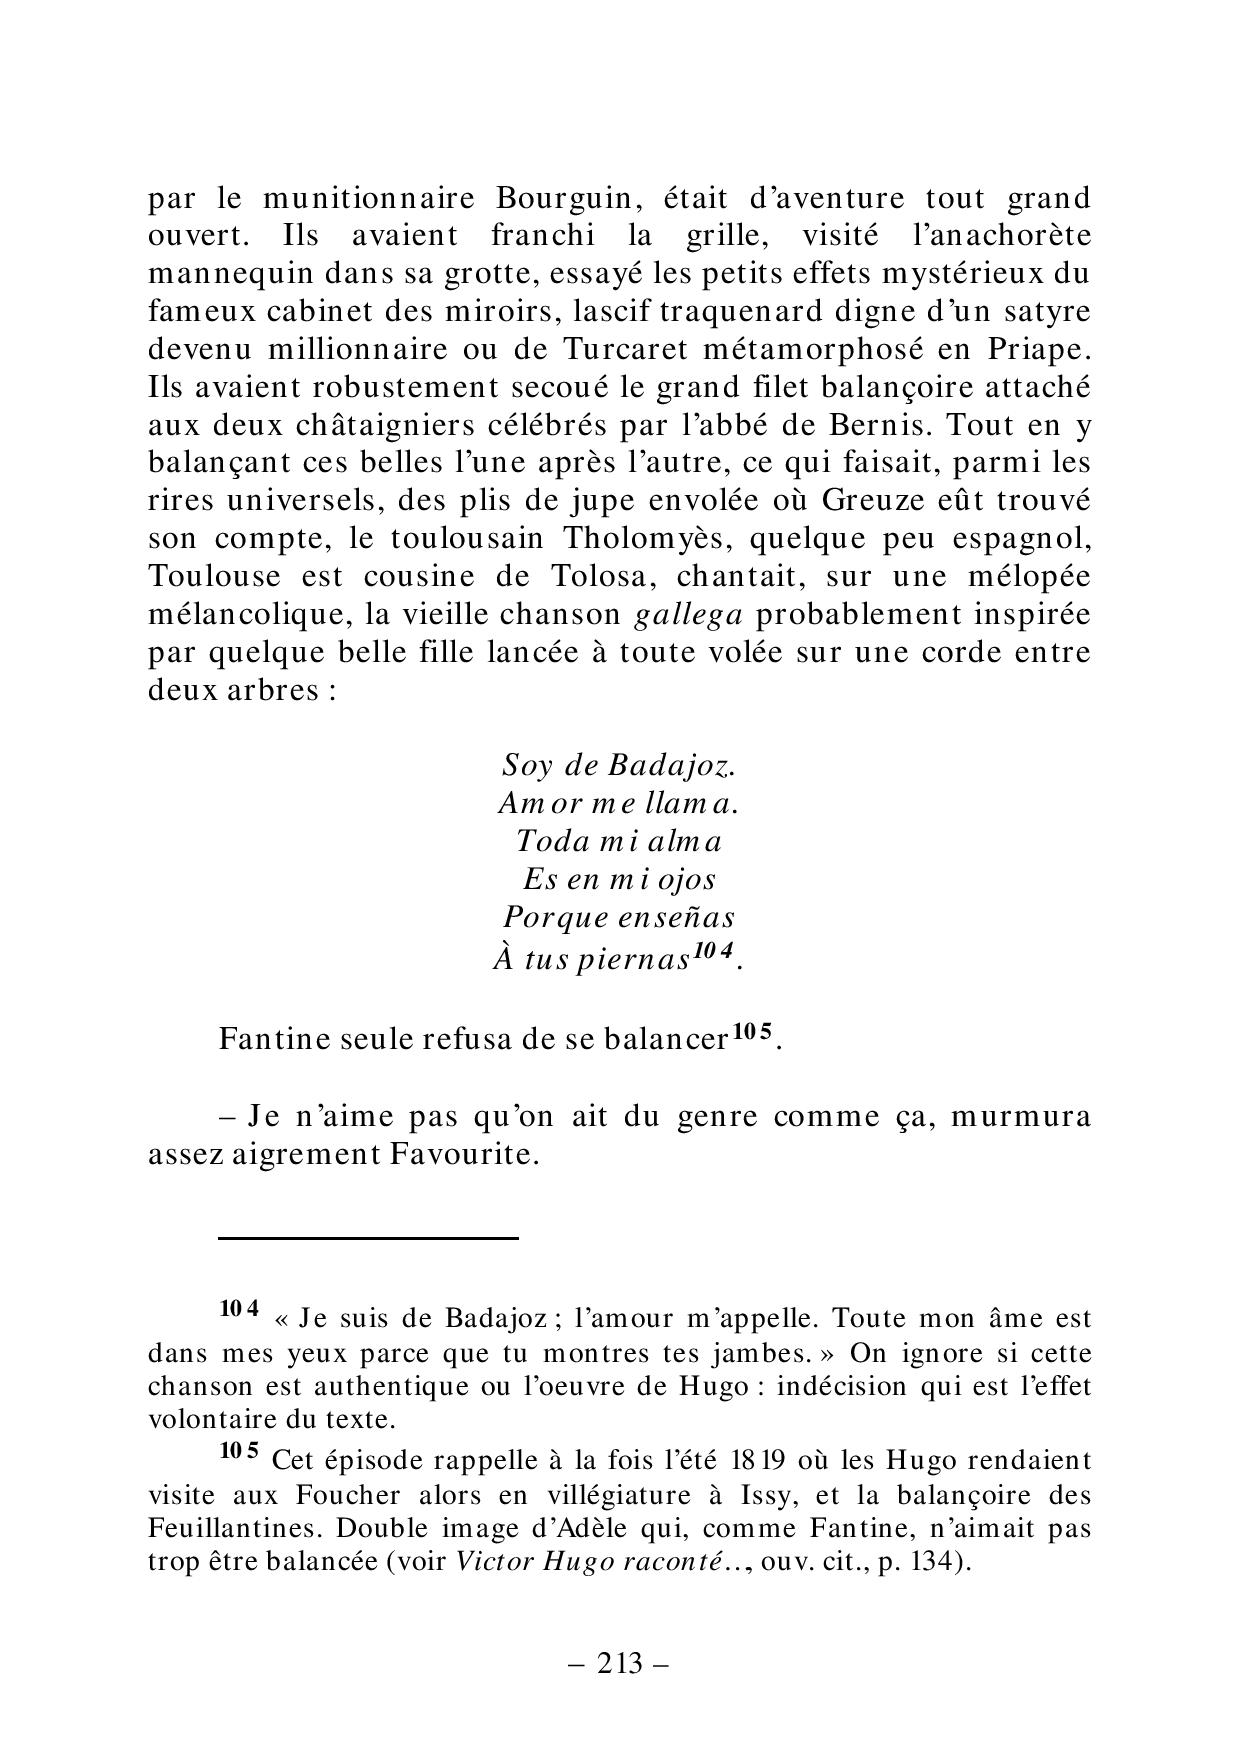 par le munitionnaire Bourguin, était d’aventure tout grand
ouvert. Ils avaient franchi la grille, visité l’anachorète
mannequin dans sa grotte, essayé les petits effets mystérieux du
fameux cabinet des miroirs, lascif traquenard digne d’un satyre
devenu millionnaire ou de Turcaret métamorphosé en Priape.
Ils avaient robustement secoué le grand filet balançoire attaché
aux deux châtaigniers célébrés par l’abbé de Bernis. Tout en y
balançant ces belles l’une après l’autre, ce qui faisait, parmi les
rires universels, des plis de jupe envolée où Greuze eût trouvé
son compte, le toulousain Tholomyès, quelque peu espagnol,
Toulouse est cousine de Tolosa, chantait, sur une mélopée
mélancolique, la vieille chanson gallega probablement inspirée
par quelque belle fille lancée à toute volée sur une corde entre
deux arbres :
Soy de Badajoz.
Amor me llama.
Toda mi alma
Es en mi ojos
Porque enseñas
À tus piernas104.
Fantine seule refusa de se balancer105.
– Je n’aime pas qu’on ait du genre comme ça, murmura
assez aigrement Favourite.
104 « Je suis de Badajoz ; l’amour m’appelle. Toute mon âme est
dans mes yeux parce que tu montres tes jambes. » On ignore si cette
chanson est authentique ou l’oeuvre de Hugo : indécision qui est l’effet
volontaire du texte.
105 Cet épisode rappelle à la fois l’été 1819 où les Hugo rendaient
visite aux Foucher alors en villégiature à Issy, et la balançoire des
Feuillantines. Double image d’Adèle qui, comme Fantine, n’aimait pas
trop être balancée (voir Victor Hugo raconté…, ouv. cit., p. 134).
– 213 –